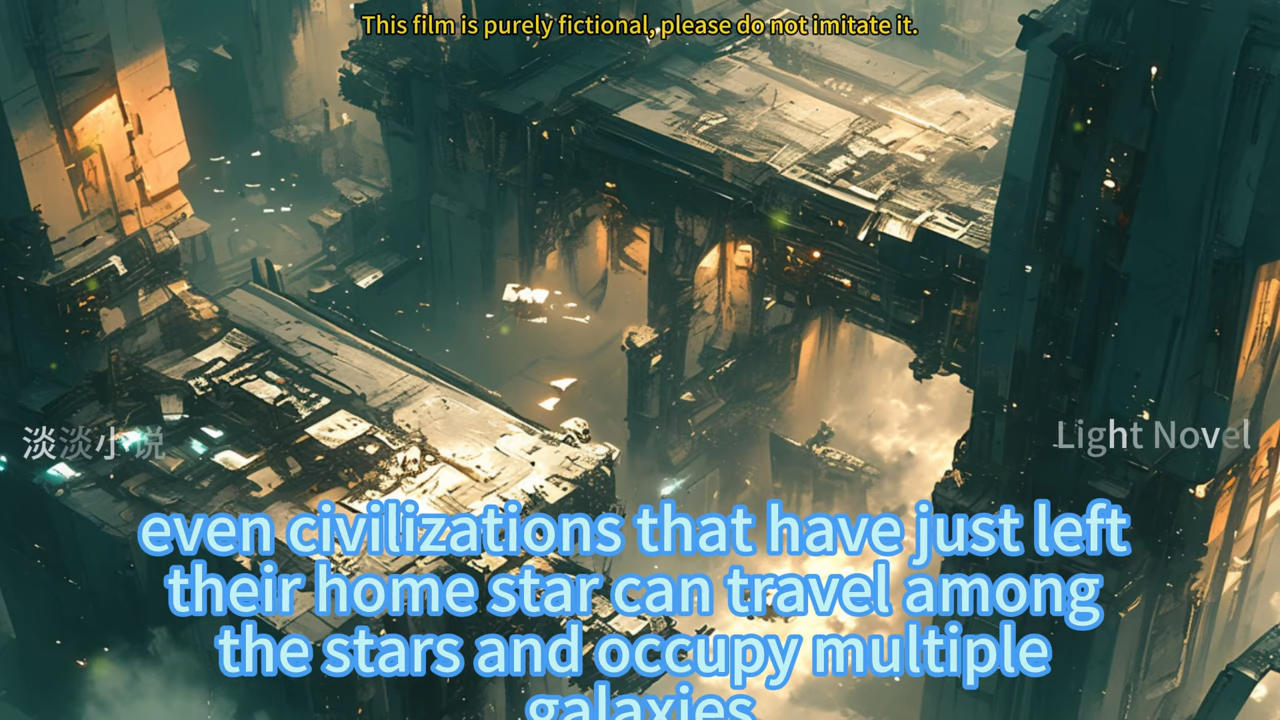 This film is purely fictional, please do not imitate it.
淡淡小说
Light Novel
even civilizations that have just left
their home star can travel among
the stars and occupy multiple
galaxies